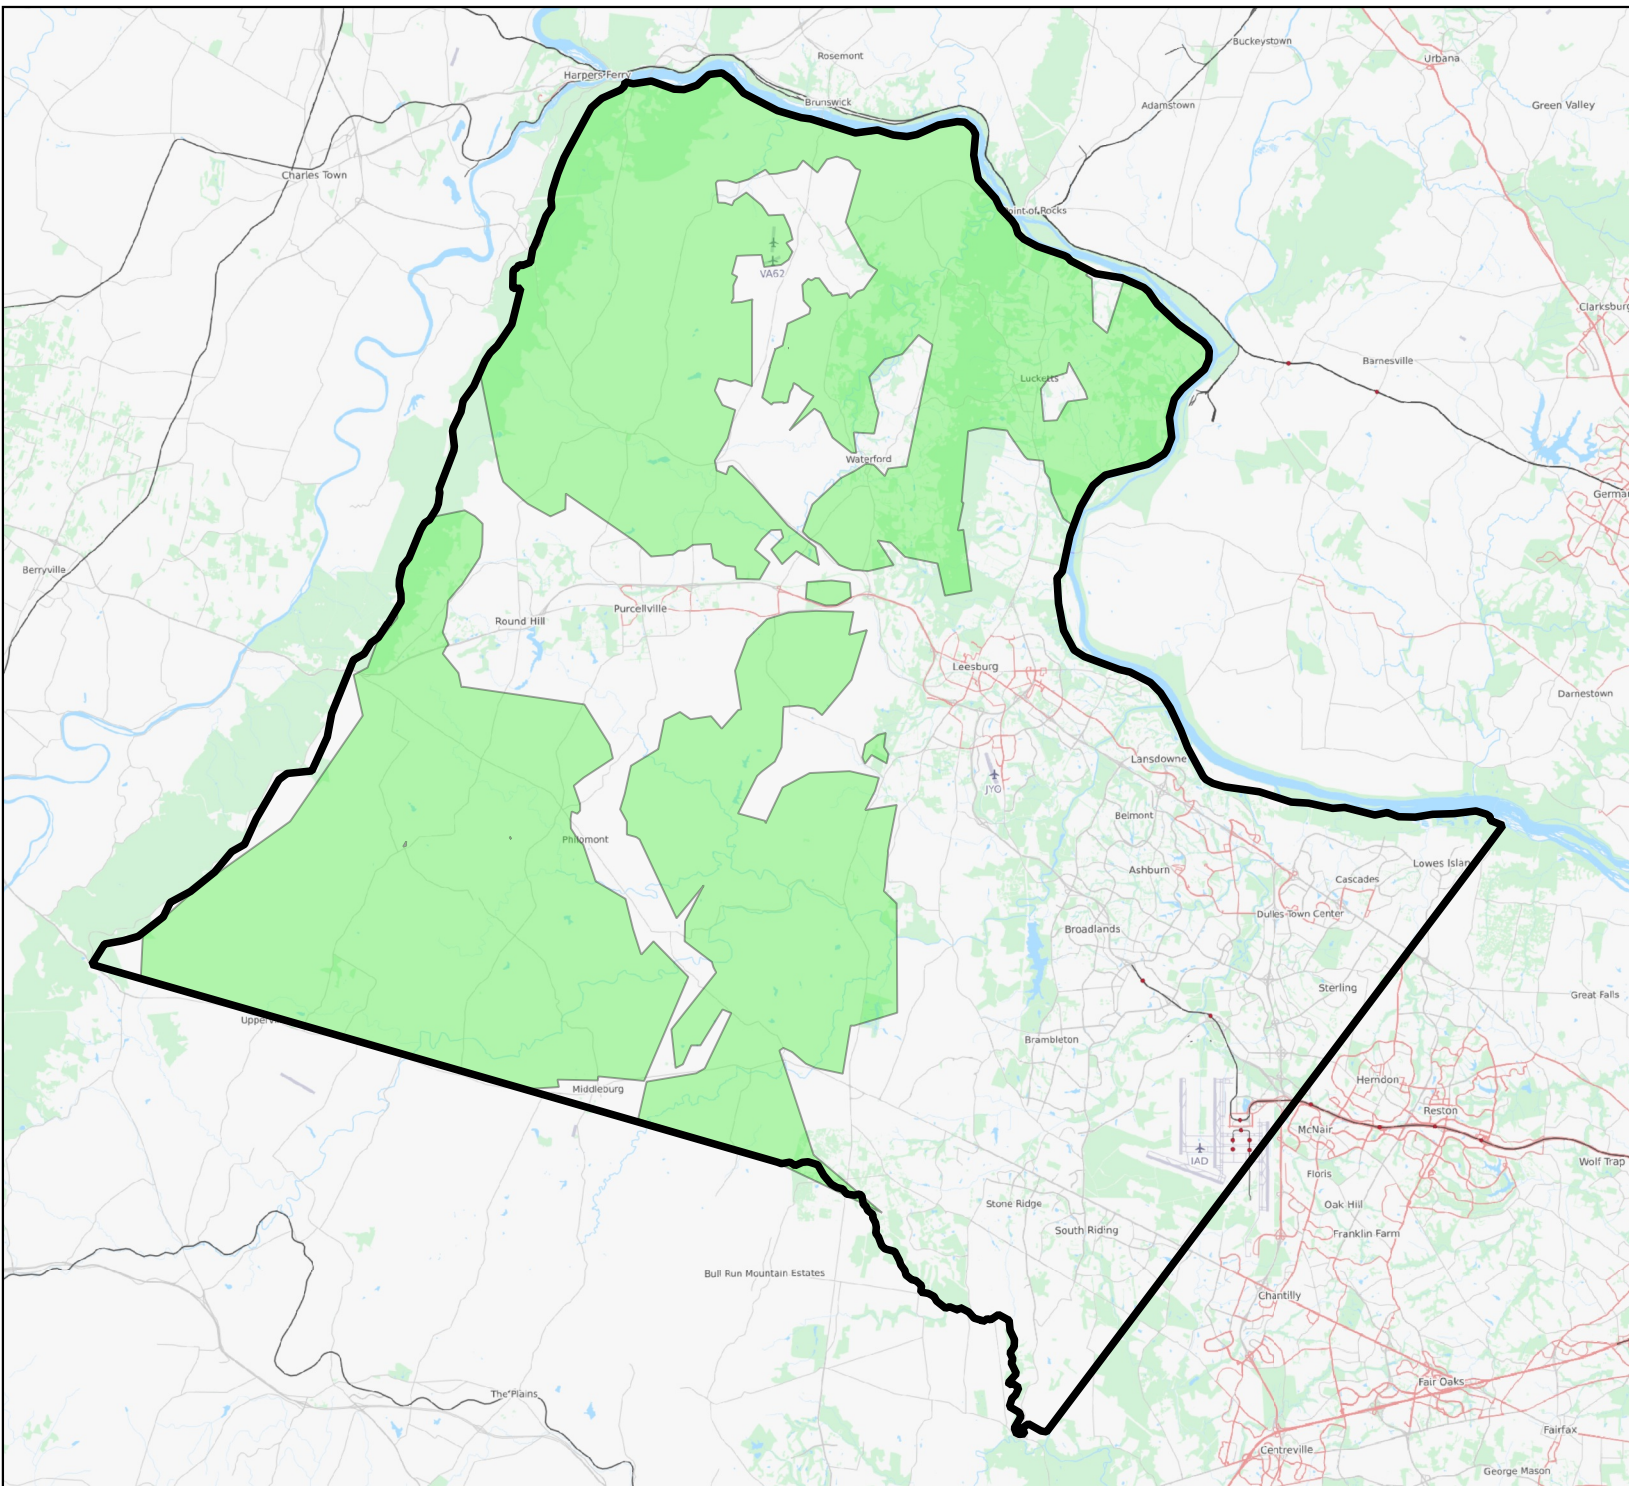 Buckeystown
Rosemont
Urbana
Harpers Ferry
Brunswick
Adamstown
Green Valley
Charles Town
Point of Rocks
VA62
Clarksburg
Barnesville
Lucketts
Waterford
Germa
Berryville
Purcellville
Round Hill
Leesburg
Darnestown
Lansdowne
JYO
Belmont
Philomont
Lowes Islan
Ashburn
Cascades
Dulles Town Center
Broadlands
Sterling
Great Falls
Upperv
Brambleton
Herndon
Middleburg
Reston
McNair
IAD
Wolf Trap
Floris
Stone Ridge
Oak Hill
South Riding
Franklin Farm
Bull Run Mountain Estates
Chantilly
Fair Oaks
The Plains
Fairfax
Centreville
George Mason